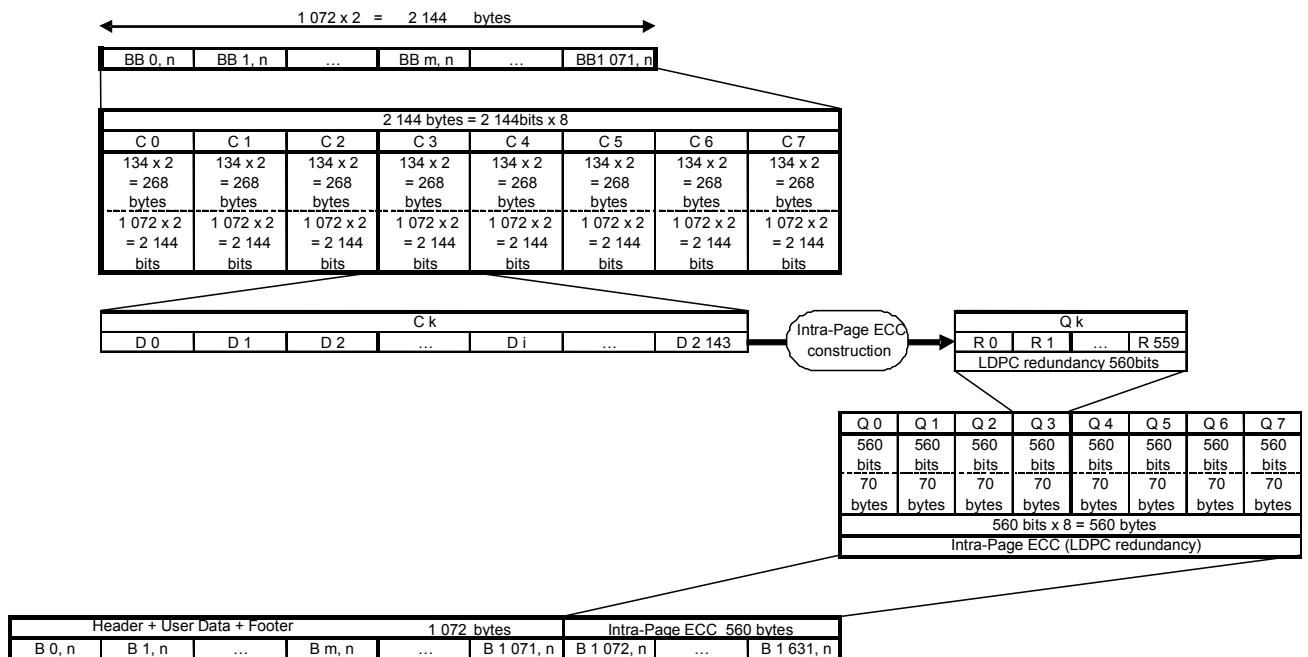 1 072 x 2 = 2 144 bytes
BB 0, n BB 1, n … BB m, n … BB1 071, n
2 144 bytes = 2 144bits x 8
C 0 C 1 C 2 C 3 C 4 C 5 C 6 C 7
134 x 2 134 x 2 134 x 2 134 x 2 134 x 2 134 x 2 134 x 2 134 x 2
= 268 = 268 = 268 = 268 = 268 = 268 = 268 = 268
bytes bytes bytes bytes bytes bytes bytes bytes
1 072 x 2 1 072 x 2 1 072 x 2 1 072 x 2 1 072 x 2 1 072 x 2 1 072 x 2 1 072 x 2
= 2 144 = 2 144 = 2 144 = 2 144 = 2 144 = 2 144 = 2 144 = 2 144
bits bits bits bits bits bits bits bits
C k
D 0 D 1 D 2 … D i … D 2 143
Intra-Page ECC
construction
Q k
R 0 R 1 … R 559
LDPC redundancy 560bits
Q 0 Q 1 Q 2 Q 3 Q 4 Q 5 Q 6 Q 7
560 560 560 560 560 560 560 560
bits bits bits bits bits bits bits bits
70 70 70 70 70 70 70 70
bytes bytes bytes bytes bytes bytes bytes bytes
560 bits x 8 = 560 bytes
Intra-Page ECC (LDPC redundancy)
Header + User Data + Footer 1 072 bytes Intra-Page ECC 560 bytes
B 0, n B 1, n … B m, n … B 1 071, n B 1 072, n … B 1 631, n